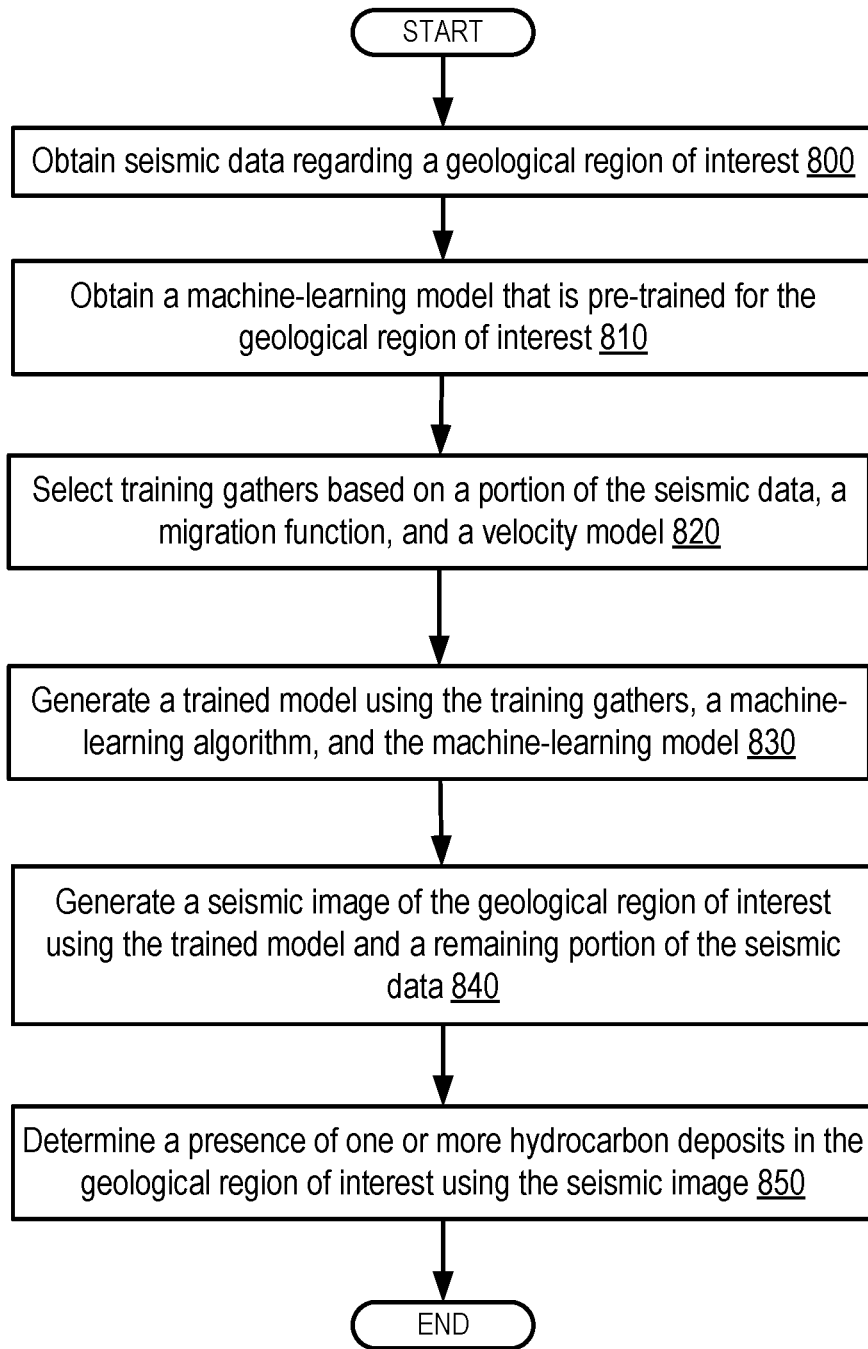 START
Obtain seismic data regarding a geological region of interest 800
Obtain a machine-learning model that is pre-trained for the
geological region of interest 810
Select training gathers based on a portion of the seismic data, a
migration function, and a velocity model 820
Generate a trained model using the training gathers, a machine-
learning algorithm, and the machine-learning model 830
Generate a seismic image of the geological region of interest
using the trained model and a remaining portion of the seismic
data 840
Determine a presence of one or more hydrocarbon deposits in the
geological region of interest using the seismic image 850
END